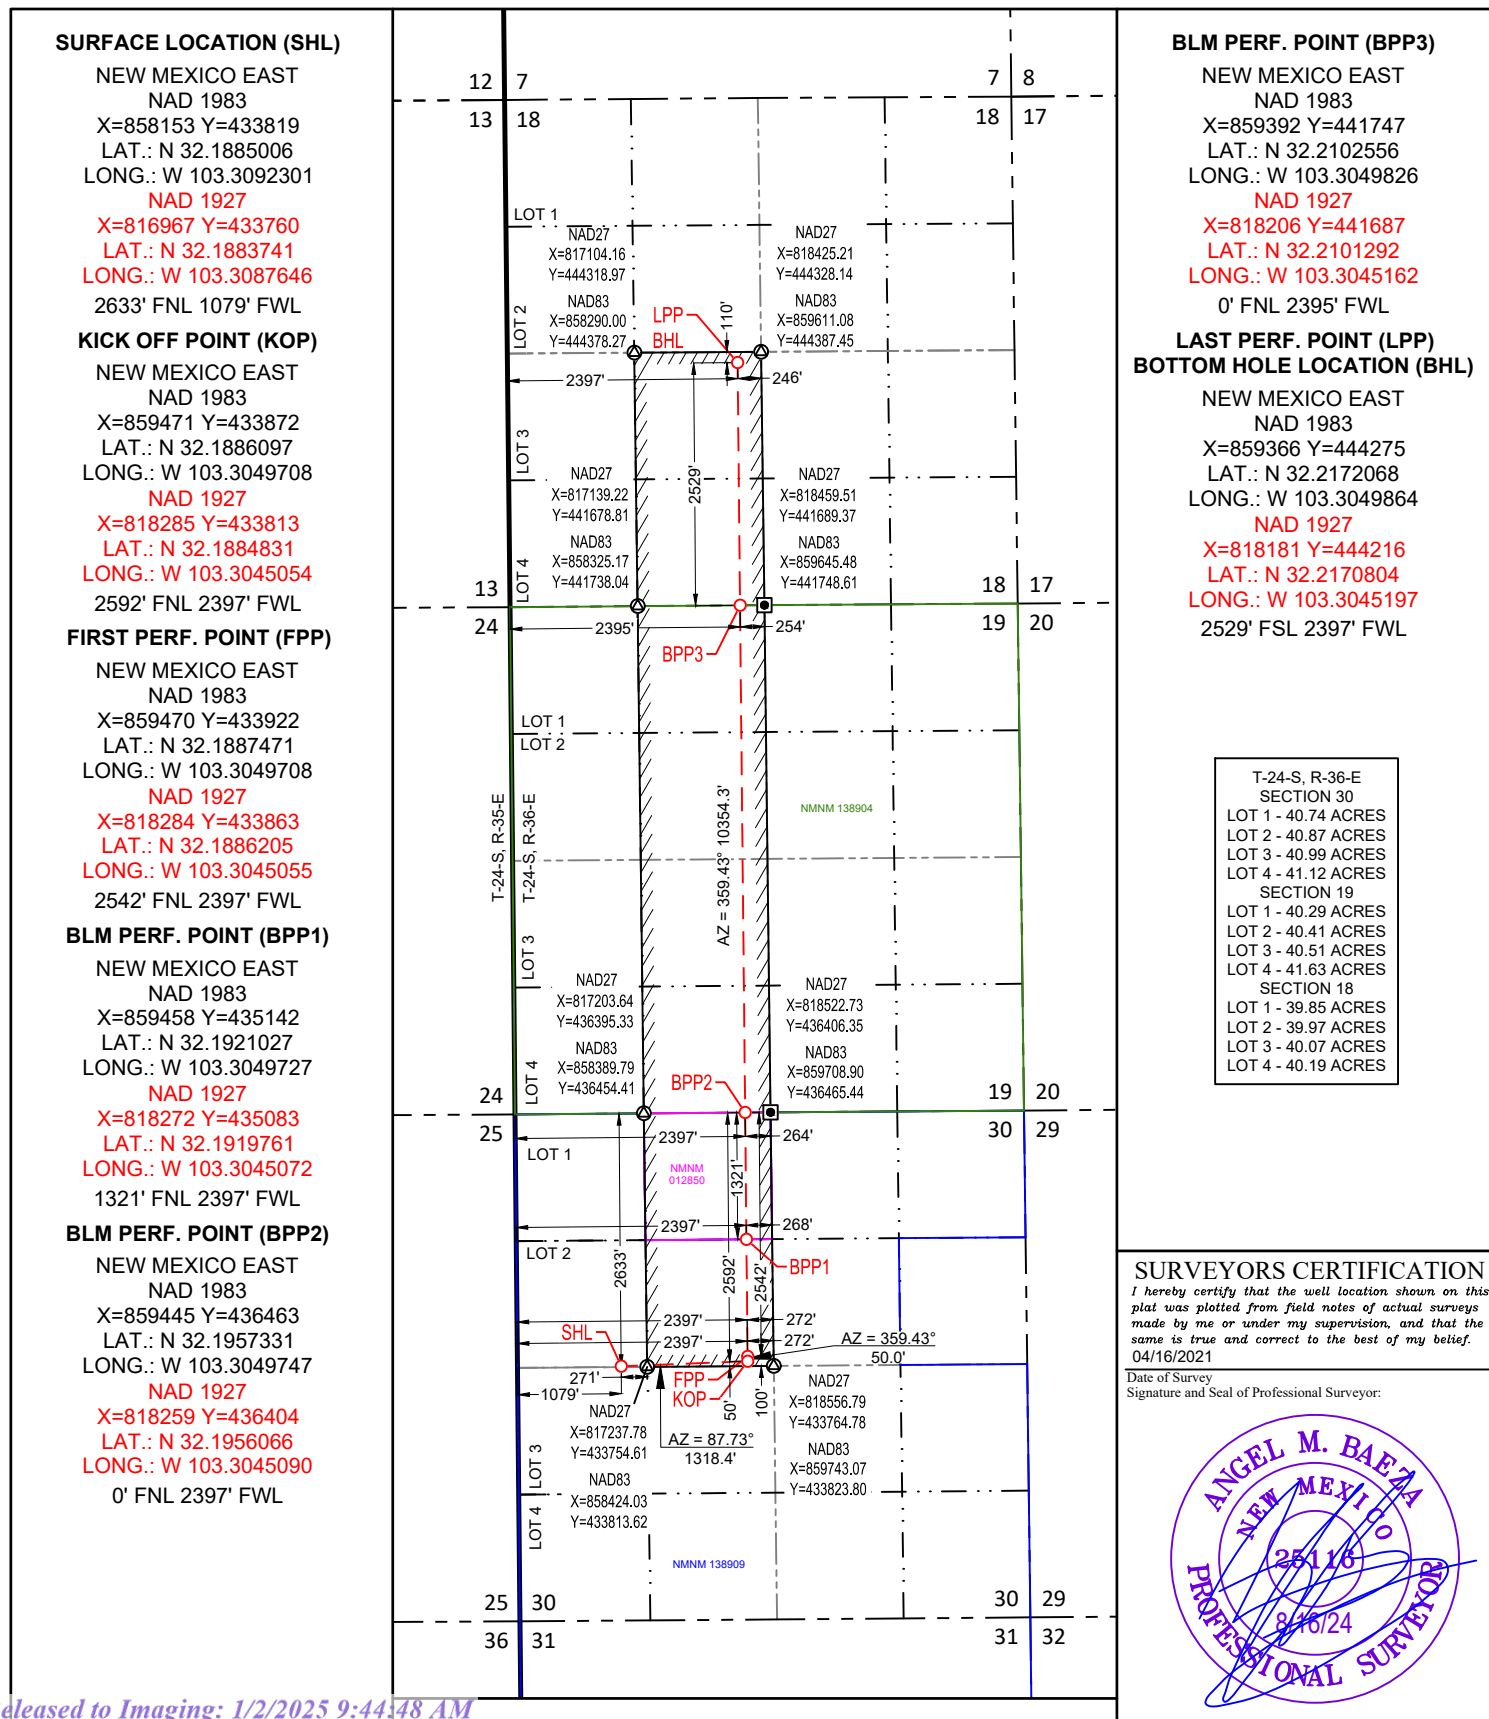 SURFACE LOCATION (SHL)
NEW MEXICO EAST
NAD 1983
X=858153 Y=433819
LAT.: N 32.1885006
LONG.: W 103.3092301
NAD 1927
X=816967 Y=433760
LAT.: N 32.1883741
LONG.: W 103.3087646
2633' FNL 1079' FWL
KICK OFF POINT (KOP)
NEW MEXICO EAST
NAD 1983
X=859471 Y=433872
LAT.: N 32.1886097
LONG.: W 103.3049708
NAD 1927
X=818285 Y=433813
LAT.: N 32.1884831
LONG.: W 103.3045054
2592' FNL 2397' FWL
FIRST PERF. POINT (FPP)
NEW MEXICO EAST
NAD 1983
X=859470 Y=433922
LAT.: N 32.1887471
LONG.: W 103.3049708
NAD 1927
X=818284 Y=433863
LAT.: N 32.1886205
LONG.: W 103.3045055
2542' FNL 2397' FWL
BLM PERF. POINT (BPP1)
NEW MEXICO EAST
NAD 1983
X=859458 Y=435142
LAT.: N 32.1921027
LONG.: W 103.3049727
NAD 1927
X=818272 Y=435083
LAT.: N 32.1919761
LONG.: W 103.3045072
1321' FNL 2397' FWL
BLM PERF. POINT (BPP2)
NEW MEXICO EAST
NAD 1983
X=859445 Y=436463
LAT.: N 32.1957331
LONG.: W 103.3049747
NAD 1927
X=818259 Y=436404
LAT.: N 32.1956066
LONG.: W 103.3045090
0' FNL 2397' FWL
12 7
13 18
7 8
18 17
LOT 1
LOT 2
NAD27
X=817104.16
Y=444318.97
NAD83
X=858290.00
Y=444378.27
NAD27
X=818425.21
Y=444328.14
NAD83
X=859611.08
Y=444387.45
LPP
BHL
110'
2397'
246'
2529'
LOT 3
LOT 4
NAD27
X=817139.22
Y=441678.81
NAD83
X=858325.17
Y=441738.04
NAD27
X=818459.51
Y=441689.37
NAD83
X=859645.48
Y=441748.61
13
24
18 17
19 20
2395'
254'
BPP3
LOT 1
LOT 2
T-24-S, R-35-E
T-24-S, R-36-E
AZ = 359.43° 10354.3'
NMNM 138904
LOT 3
LOT 4
NAD27
X=817203.64
Y=436395.33
NAD83
X=858389.79
Y=436454.41
NAD27
X=818522.73
Y=436406.35
NAD83
X=859708.90
Y=436465.44
BPP2
24
25
19 20
30 29
2397'
264'
LOT 1
NMNM
012850
1321'
2397'
268'
LOT 2
BPP1
2633'
2592'
2542'
2397'
272'
2397'
272'
SHL
AZ = 359.43°
50.0'
271'
1079'
FPP
KOP
50'
100'
AZ = 87.73°
1318.4'
NAD27
X=817237.78
Y=433754.61
NAD83
X=858424.03
Y=433813.62
NAD27
X=818556.79
Y=433764.78
NAD83
X=859743.07
Y=433823.80
LOT 3
LOT 4
NMNM 138909
25 30
36 31
30 29
31 32
BLM PERF. POINT (BPP3)
NEW MEXICO EAST
NAD 1983
X=859392 Y=441747
LAT.: N 32.2102556
LONG.: W 103.3049826
NAD 1927
X=818206 Y=441687
LAT.: N 32.2101292
LONG.: W 103.3045162
0' FNL 2395' FWL
LAST PERF. POINT (LPP)
BOTTOM HOLE LOCATION (BHL)
NEW MEXICO EAST
NAD 1983
X=859366 Y=444275
LAT.: N 32.2172068
LONG.: W 103.3049864
NAD 1927
X=818181 Y=444216
LAT.: N 32.2170804
LONG.: W 103.3045197
2529' FSL 2397' FWL
T-24-S, R-36-E
SECTION 30
LOT 1 - 40.74 ACRES
LOT 2 - 40.87 ACRES
LOT 3 - 40.99 ACRES
LOT 4 - 41.12 ACRES
SECTION 19
LOT 1 - 40.29 ACRES
LOT 2 - 40.41 ACRES
LOT 3 - 40.51 ACRES
LOT 4 - 41.63 ACRES
SECTION 18
LOT 1 - 39.85 ACRES
LOT 2 - 39.97 ACRES
LOT 3 - 40.07 ACRES
LOT 4 - 40.19 ACRES
SURVEYORS CERTIFICATION
I hereby certify that the well location shown on this
plat was plotted from field notes of actual surveys
made by me or under my supervision, and that the
same is true and correct to the best of my belief.
04/16/2021
Date of Survey
Signature and Seal of Professional Surveyor:
ANGEL M. BAEZA
NEW MEXICO
25116
8/16/24
PROFESSIONAL SURVEYOR
eleased to Imaging: 1/2/2025 9:44:48 AM